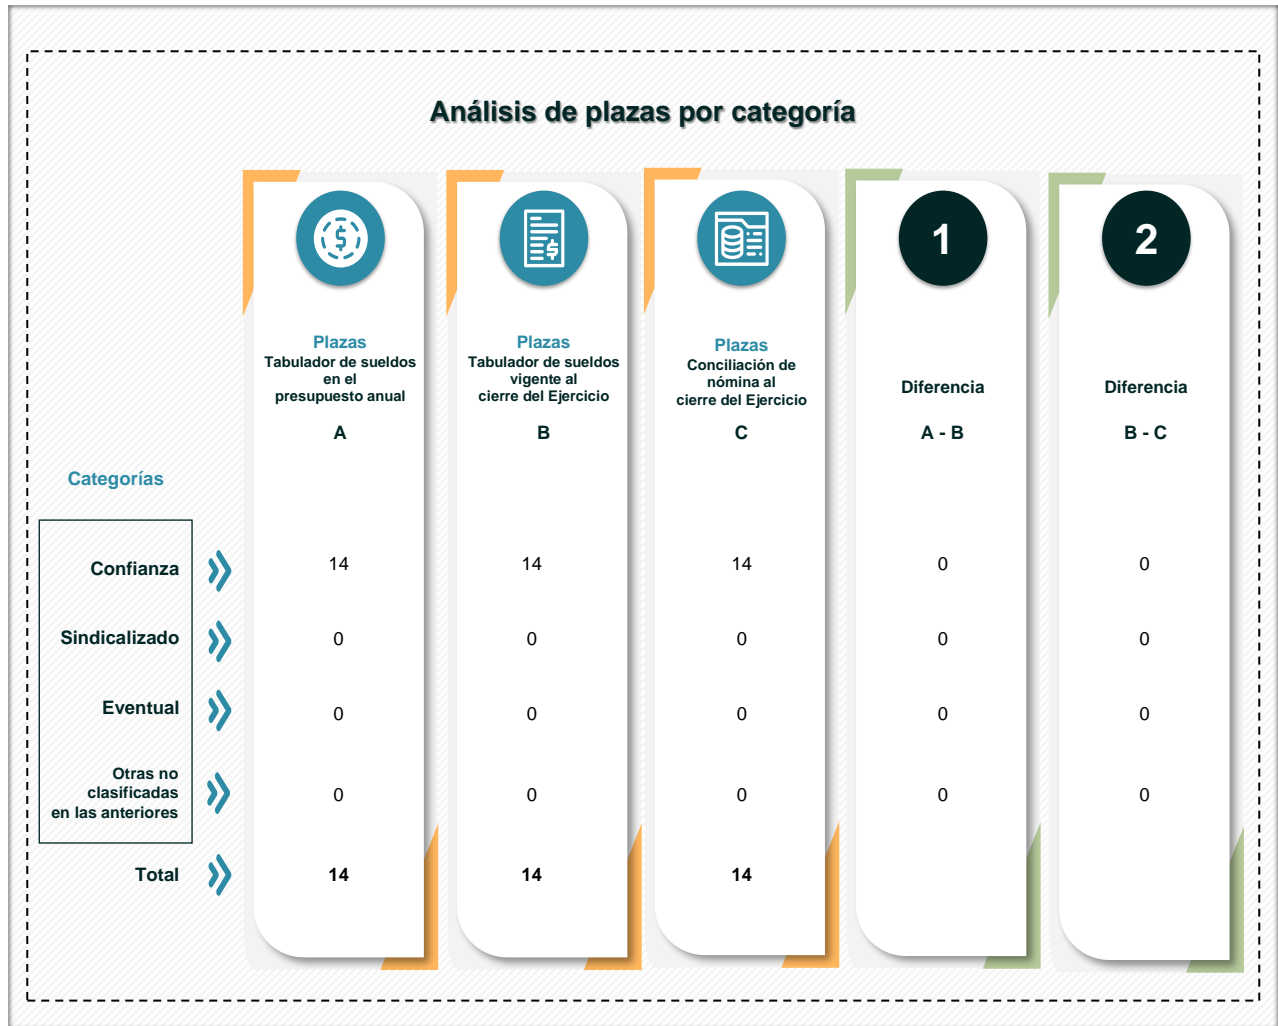 Análisis de plazas por categoría
1
2
Plazas
Tabulador de sueldos
en el
presupuesto anual
A
Plazas
Tabulador de sueldos
vigente al
cierre del Ejercicio
B
Plazas
Conciliación de
nómina al
cierre del Ejercicio
C
Diferencia
A - B
Diferencia
B - C
Categorías
Confianza 14 14 14 0 0
Sindicalizado 0 0 0 0 0
Eventual 0 0 0 0 0
Otras no
clasificadas
en las anteriores 0 0 0 0 0
Total 14 14 14